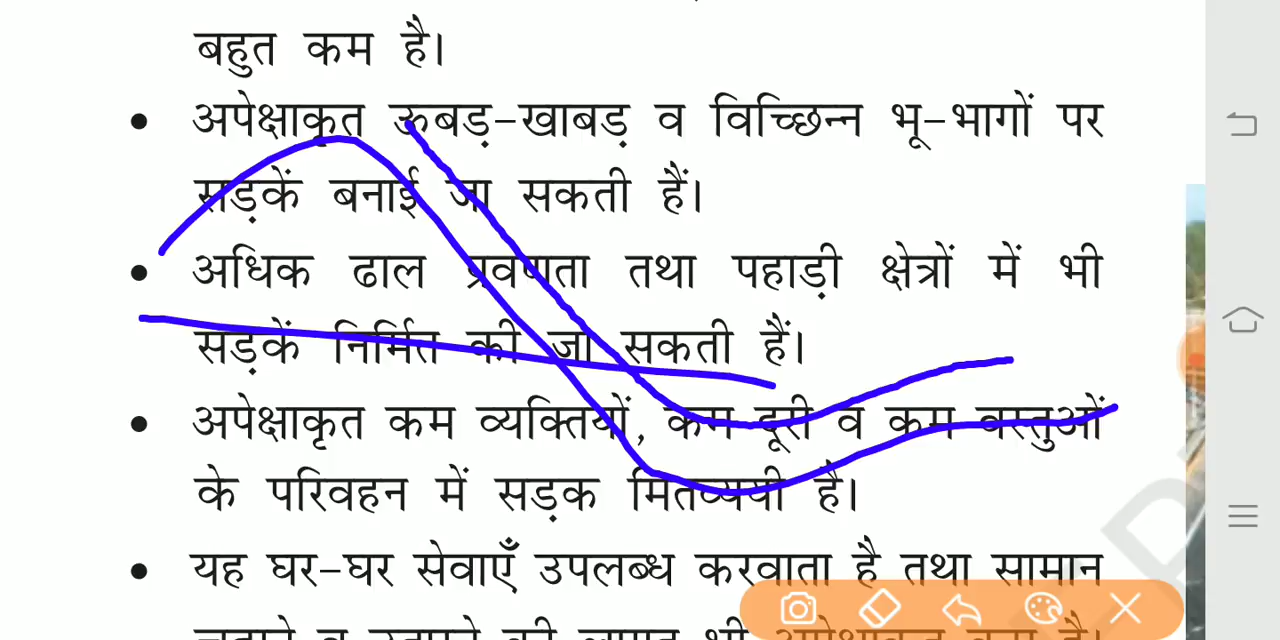 बहुत कम है।
• अपेक्षाकृत ऊबड़-खाबड़ व विच्छिन्न भू-भागों पर
सड़कें बनाई जा सकती हैं।
• अधिक ढाल प्रवणता तथा पहाड़ी क्षेत्रों में भी
सड़कें निर्मित की जा सकती हैं।
• अपेक्षाकृत कम व्यक्तियों, कम दूरी व कम वस्तुओं
के परिवहन में सड़क मितव्ययी है।
• यह घर-घर सेवाएँ उपलब्ध करवाता है तथा सामान